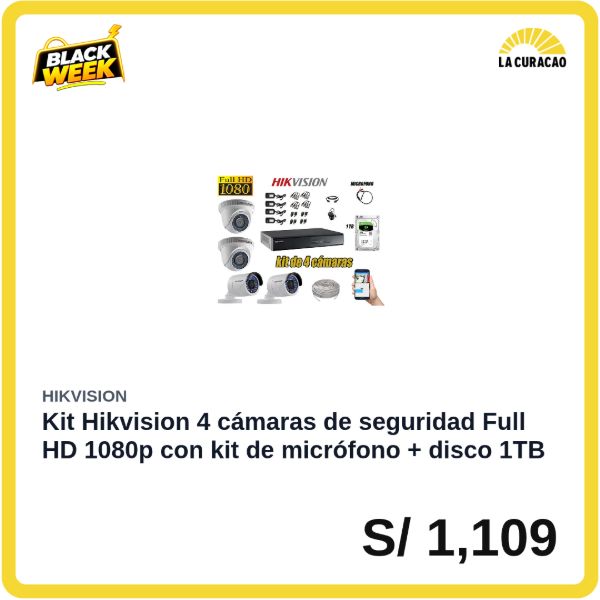 BLACK
WEEK
LA CURACAO
Full HD
1080
HIKVISION
MICROFONO
1TB
kit de 4 cámaras
HIKVISION
Kit Hikvision 4 cámaras de seguridad Full
HD 1080p con kit de micrófono + disco 1TB
S/ 1,109